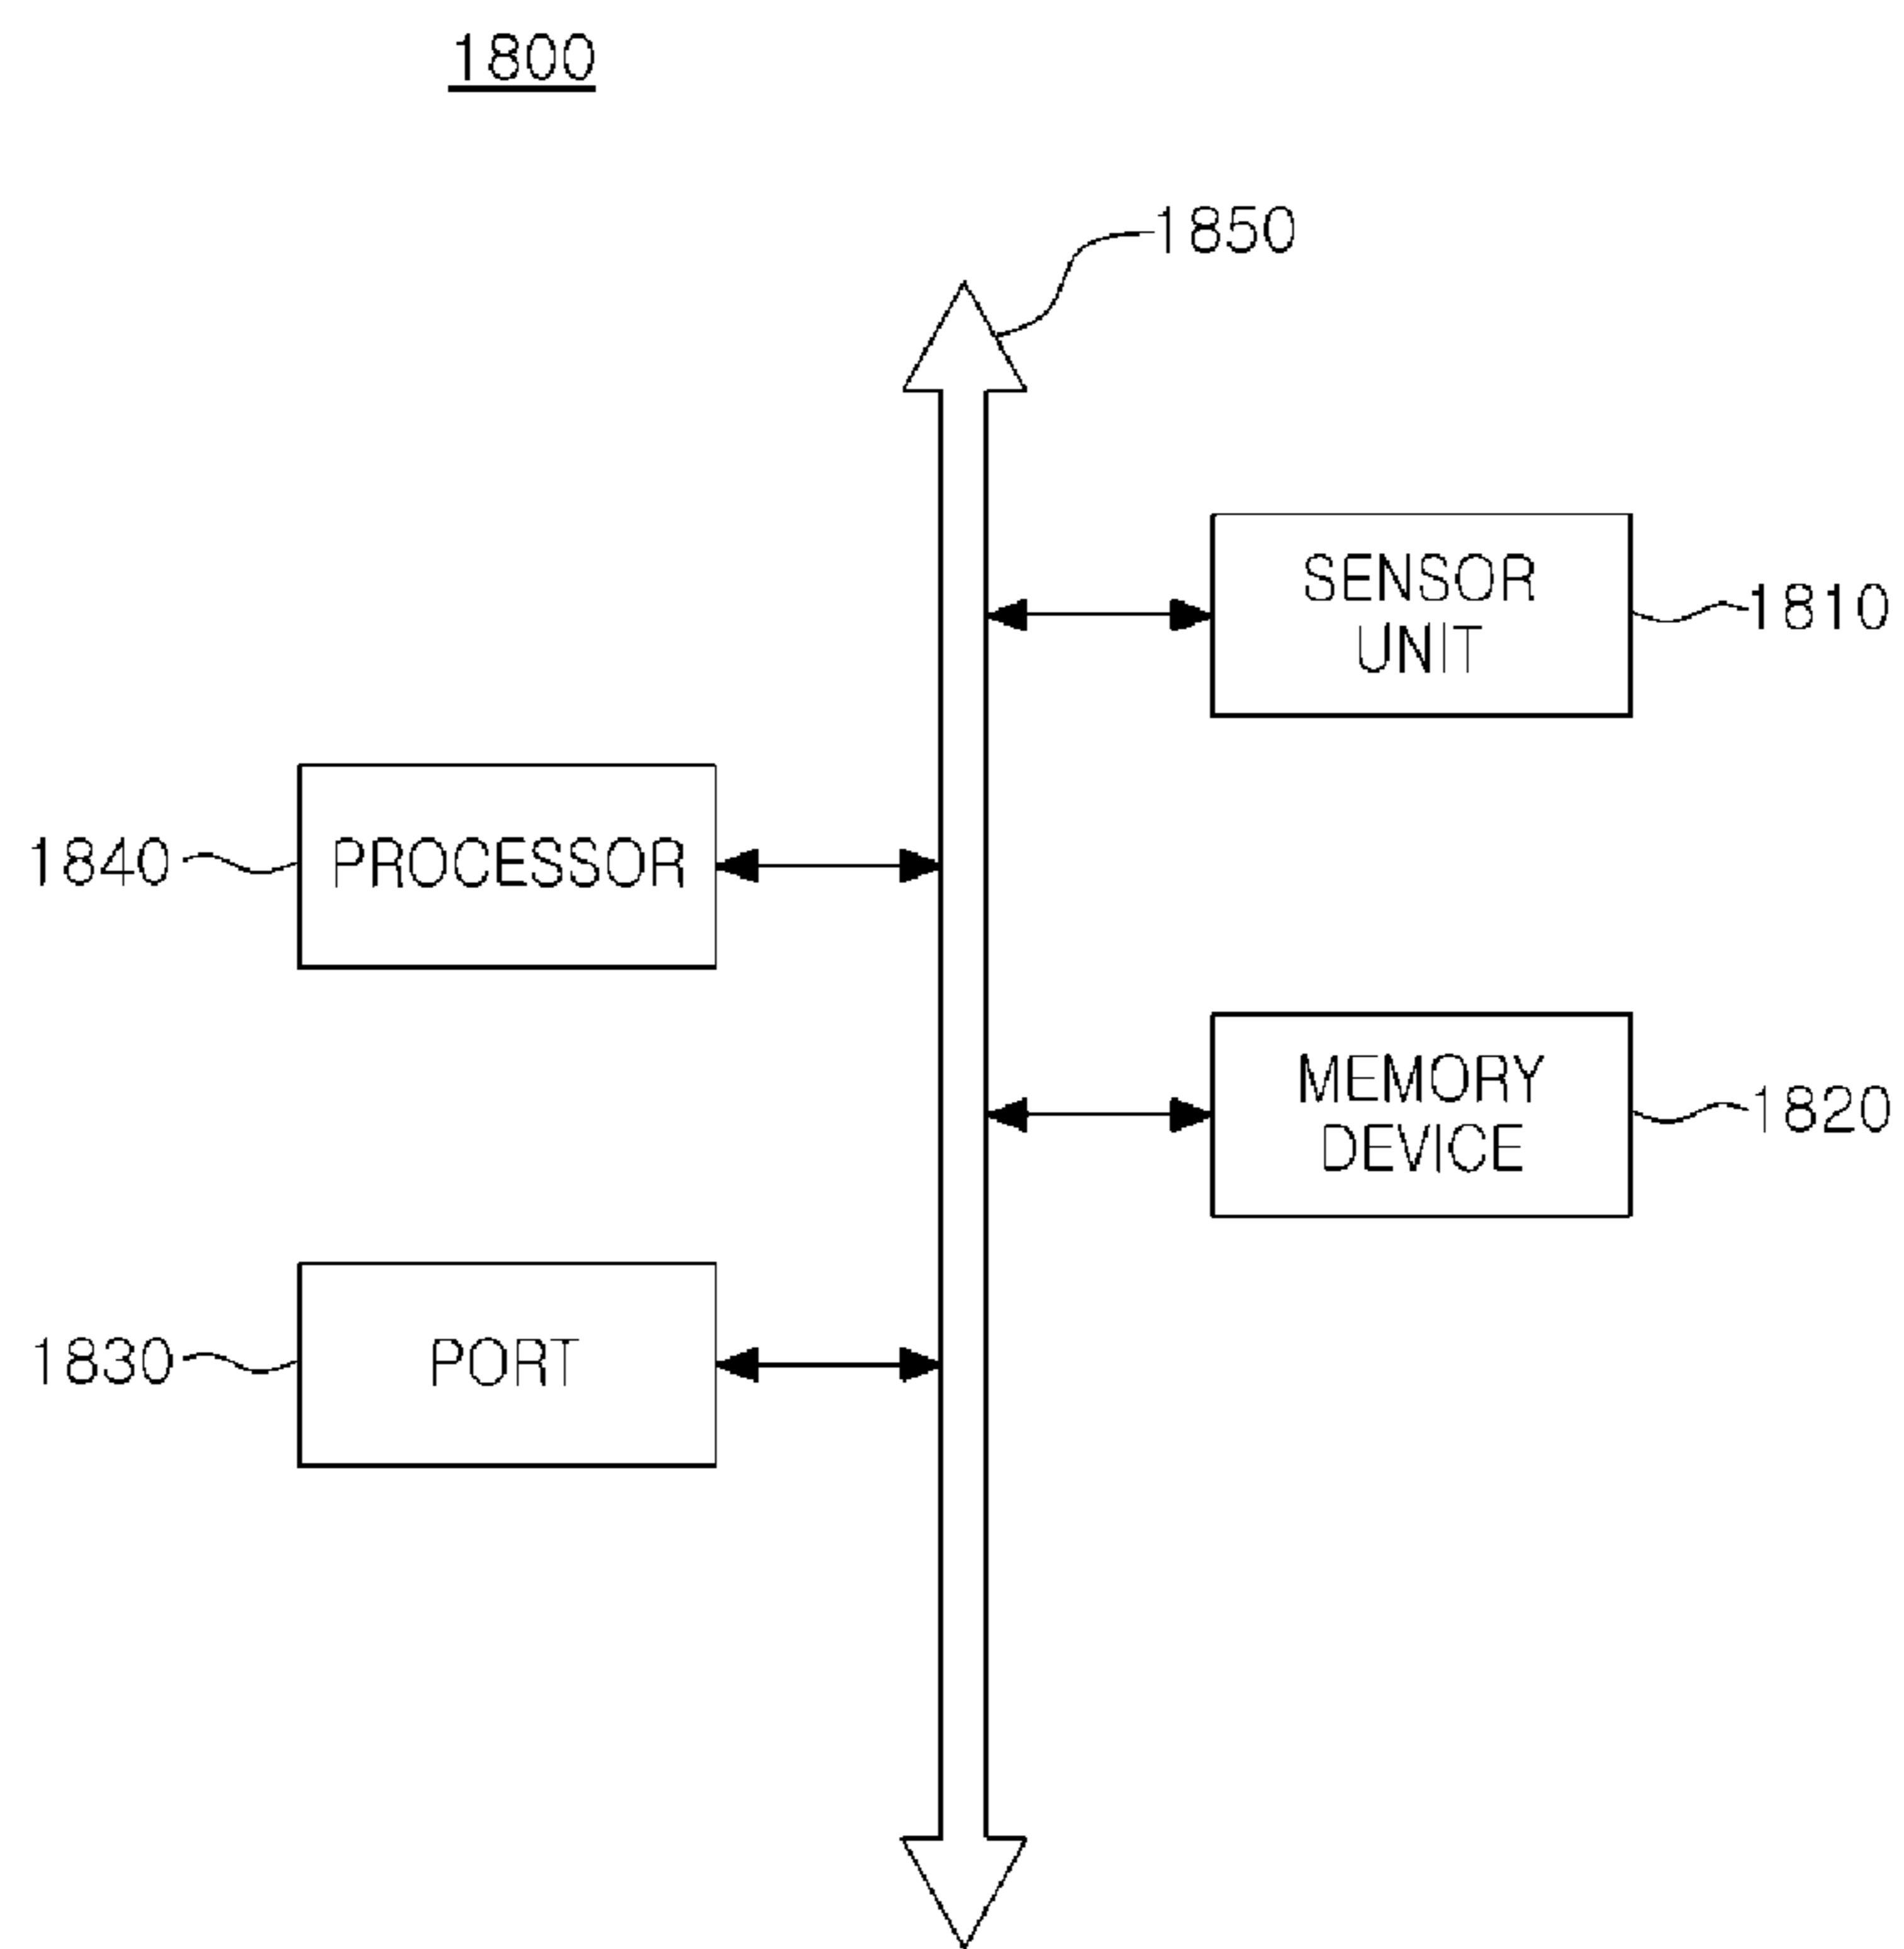 1800
1850
SENSOR
UNIT
1810
1840
PROCESSOR
MEMORY
DEVICE
1820
1830
PORT